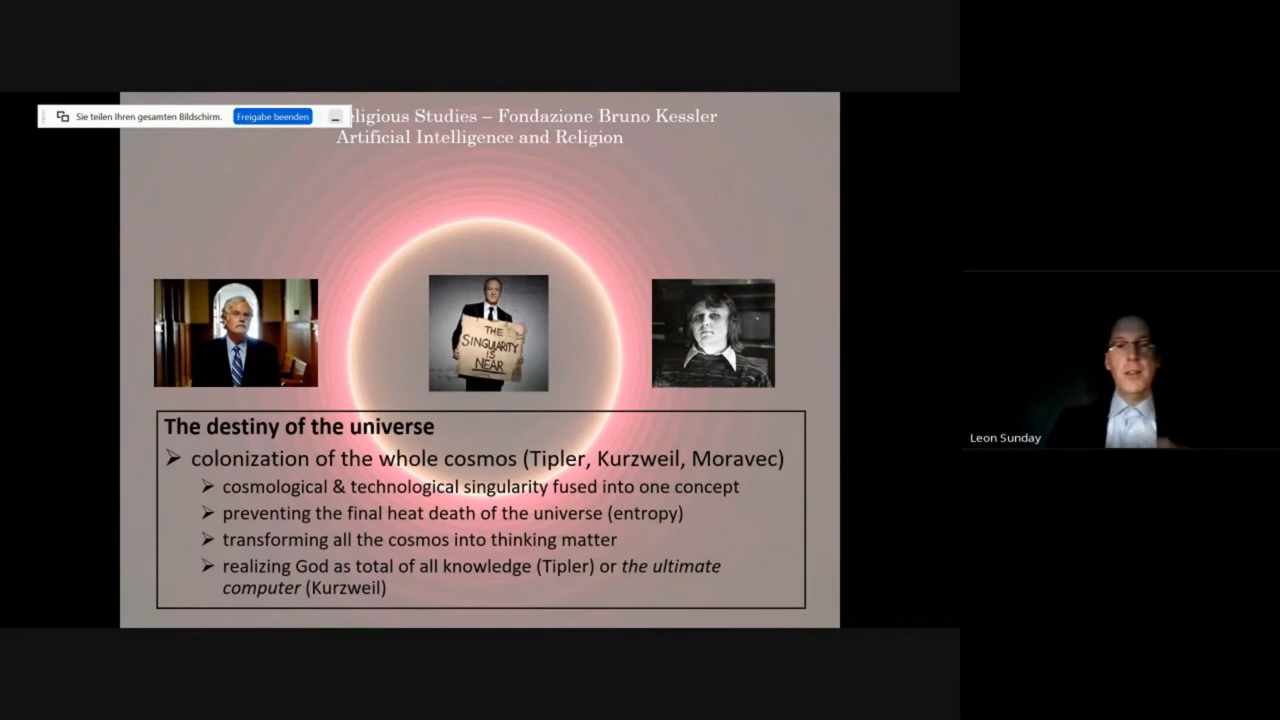 Sie teilen Ihren gesamten Bildschirm. Freigabe beenden
eligious Studies – Fondazione Bruno Kessler
Artificial Intelligence and Religion
THE
SINGULARITY
IS
NEAR
The destiny of the universe
➢ colonization of the whole cosmos (Tipler, Kurzweil, Moravec)
➢ cosmological & technological singularity fused into one concept
➢ preventing the final heat death of the universe (entropy)
➢ transforming all the cosmos into thinking matter
➢ realizing God as total of all knowledge (Tipler) or the ultimate
computer (Kurzweil)
Leon Sunday